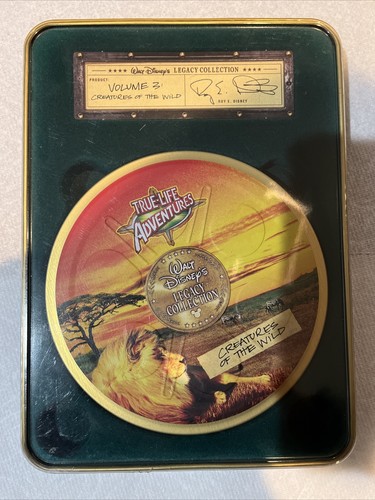 ★★★★ WALT DISNEY'S LEGACY COLLECTION ★★★★
PRODUCT:
VOLUME 3:
CREATURES OF THE WILD
ROY E. DISNEY
TRUE-LIFE
ADVENTURES
WALT
DISNEY'S
LEGACY
COLLECTION
CREATURES
OF THE WILD